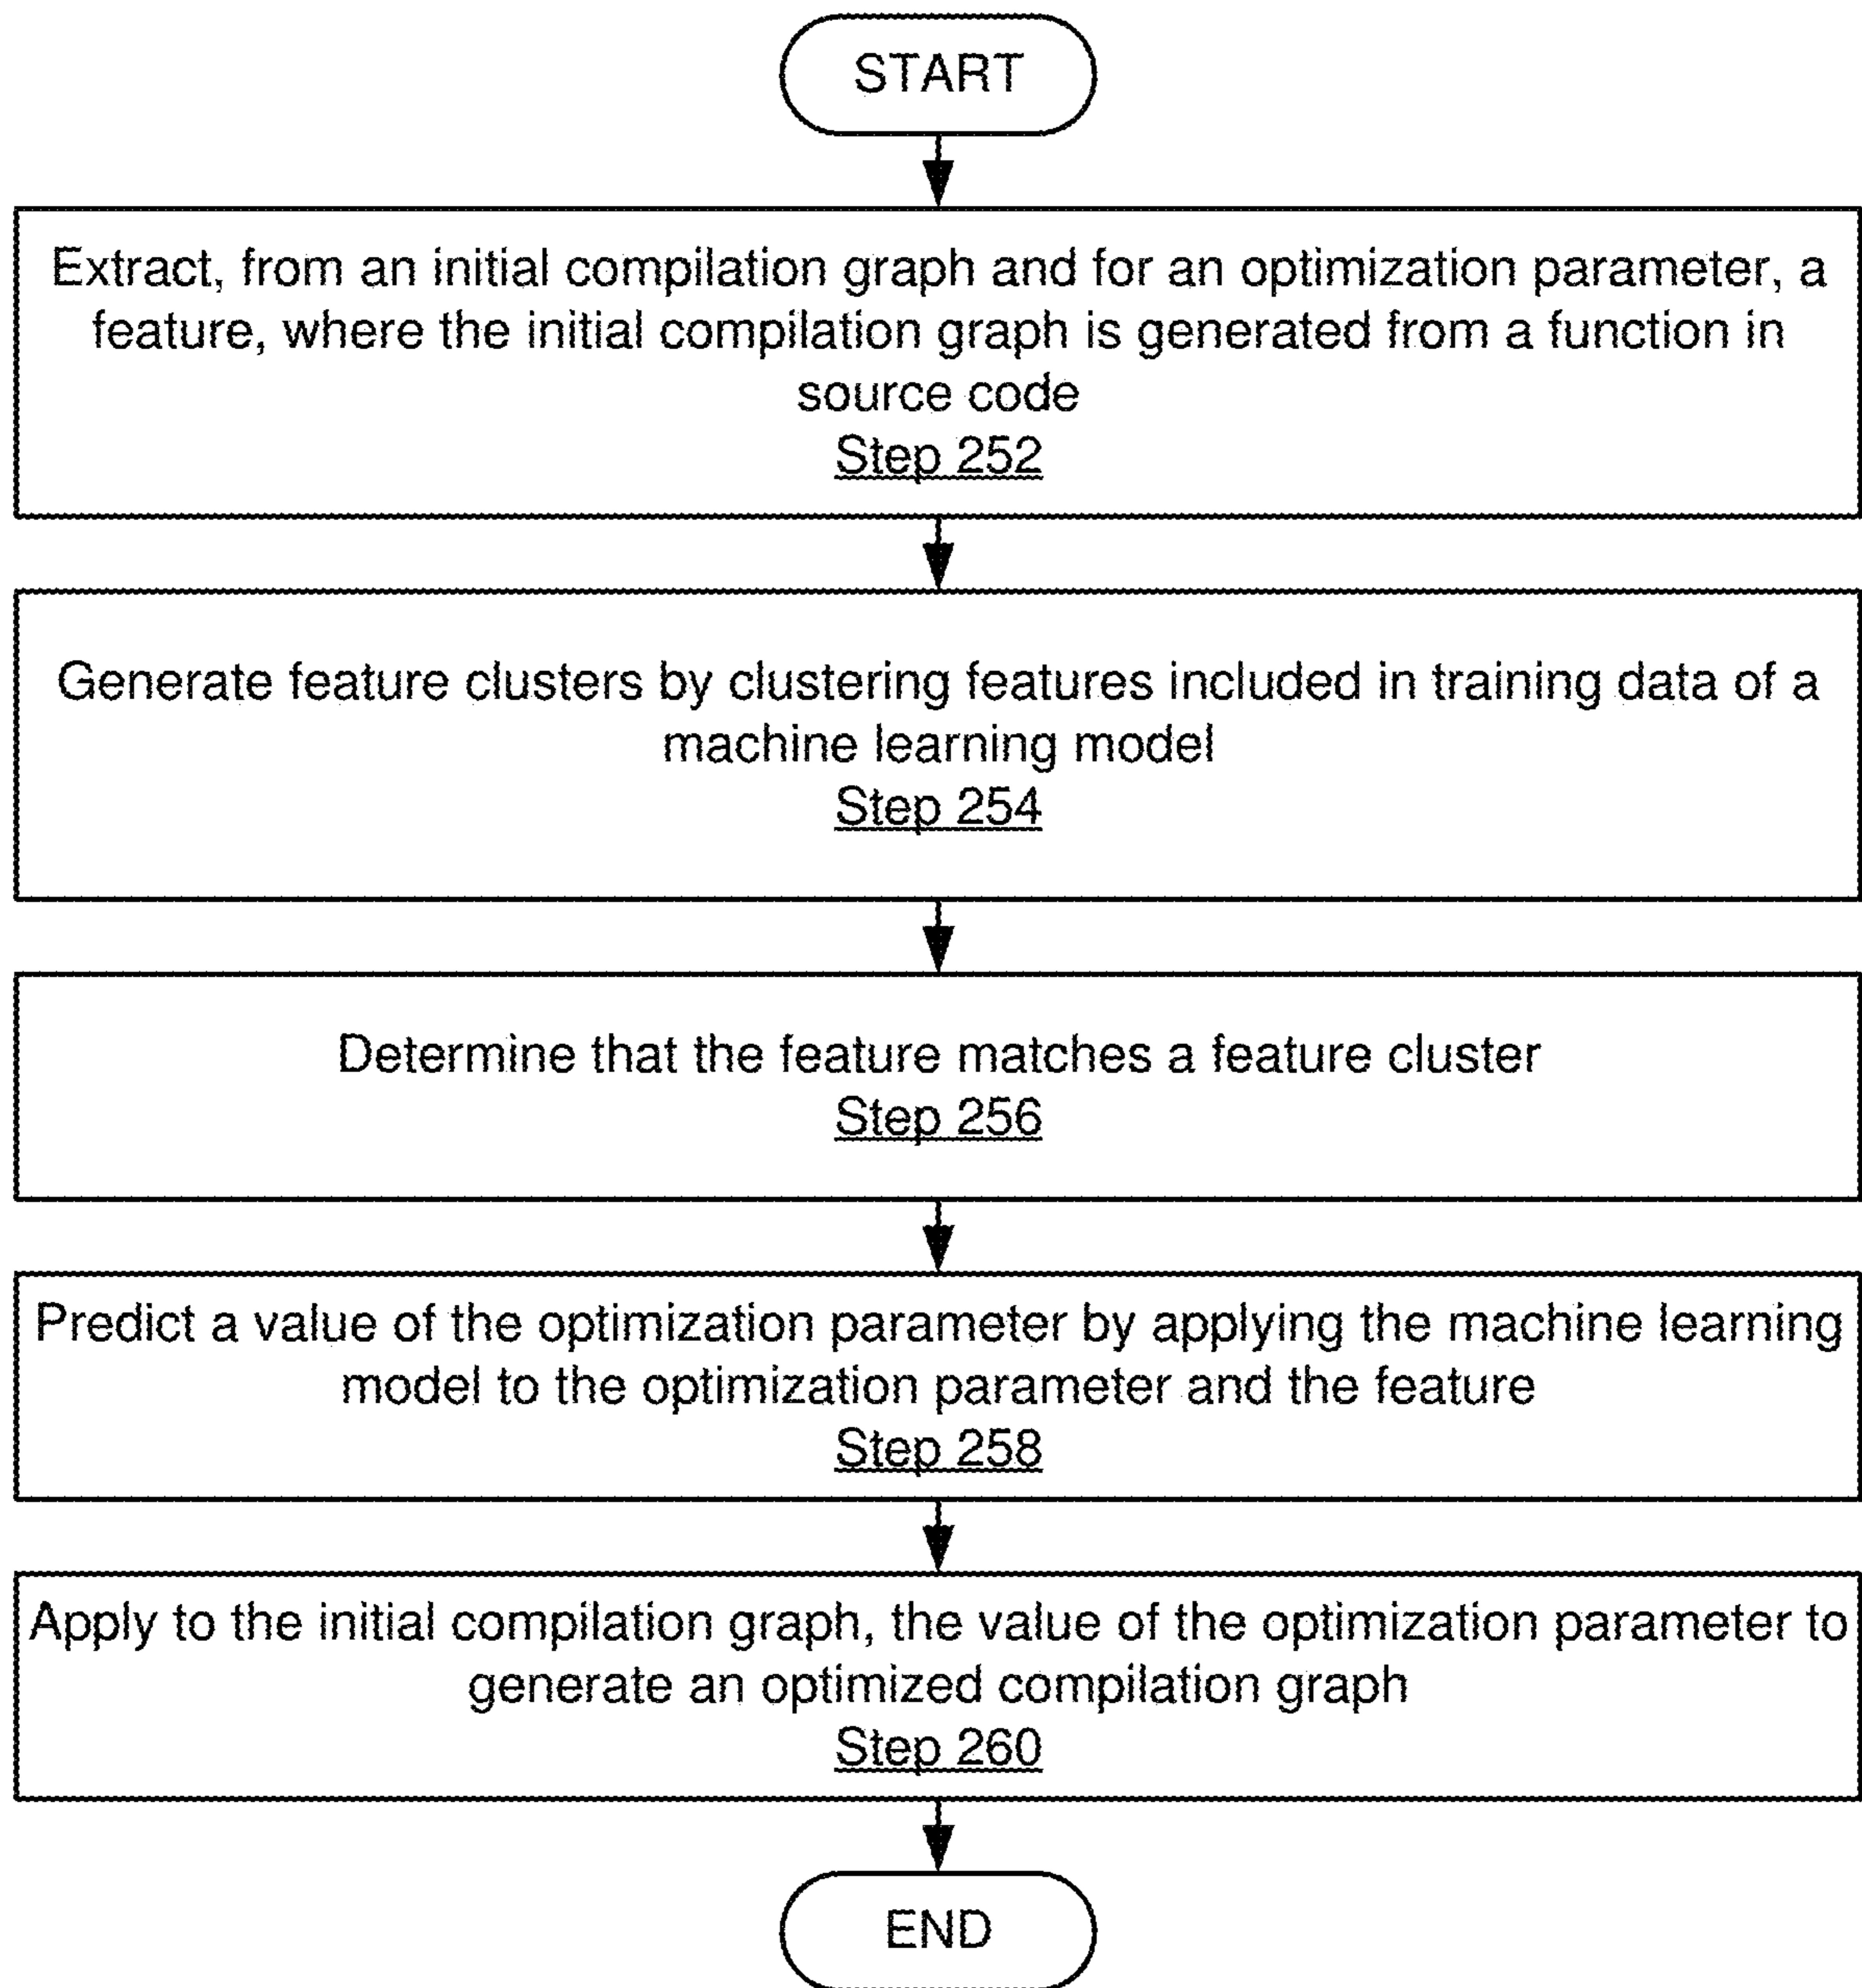 START
Extract, from an initial compilation graph and for an optimization parameter, a
feature, where the initial compilation graph is generated from a function in
source code
Step 252
Generate feature clusters by clustering features included in training data of a
machine learning model
Step 254
Determine that the feature matches a feature cluster
Step 256
Predict a value of the optimization parameter by applying the machine learning
model to the optimization parameter and the feature
Step 258
Apply to the initial compilation graph, the value of the optimization parameter to
generate an optimized compilation graph
Step 260
END